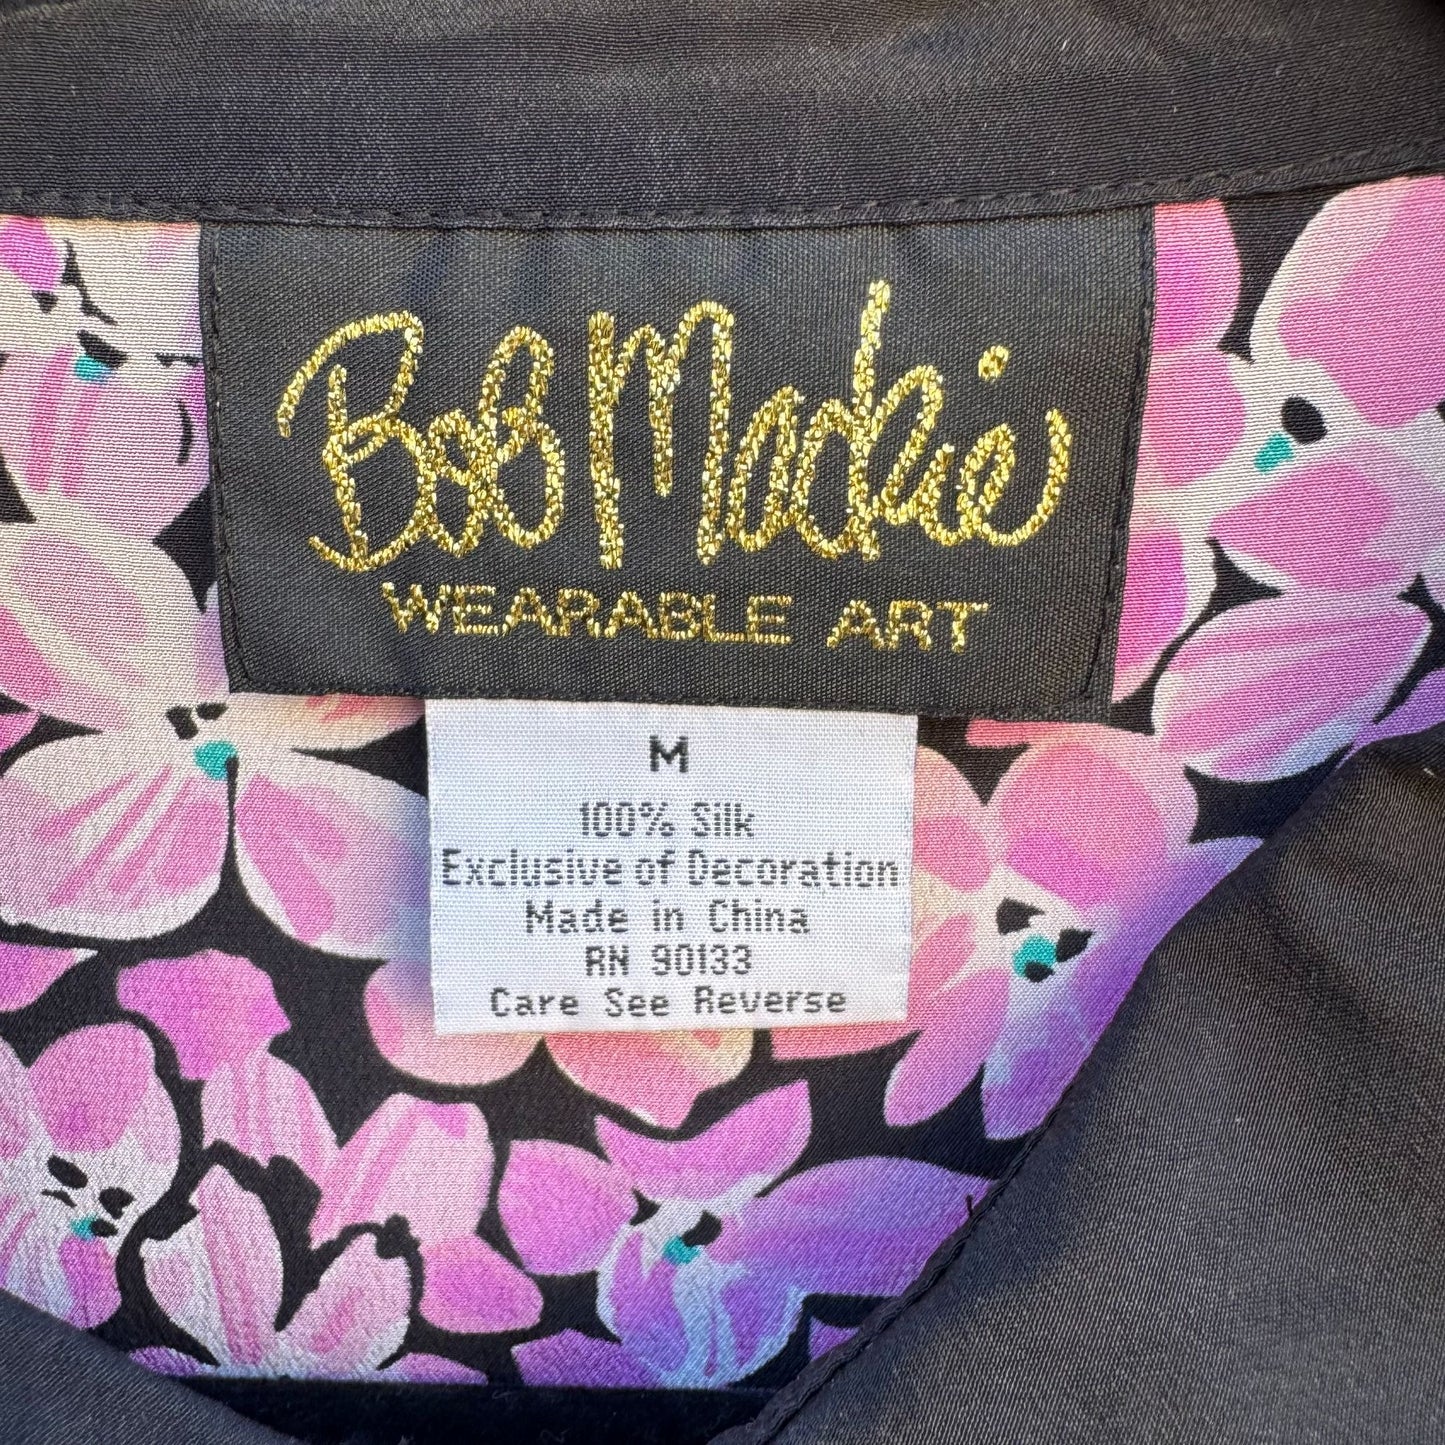 Bob Mackie
WEARABLE ART
M
100% Silk
Exclusive of Decoration
Made in China
RN 90133
Care See Reverse